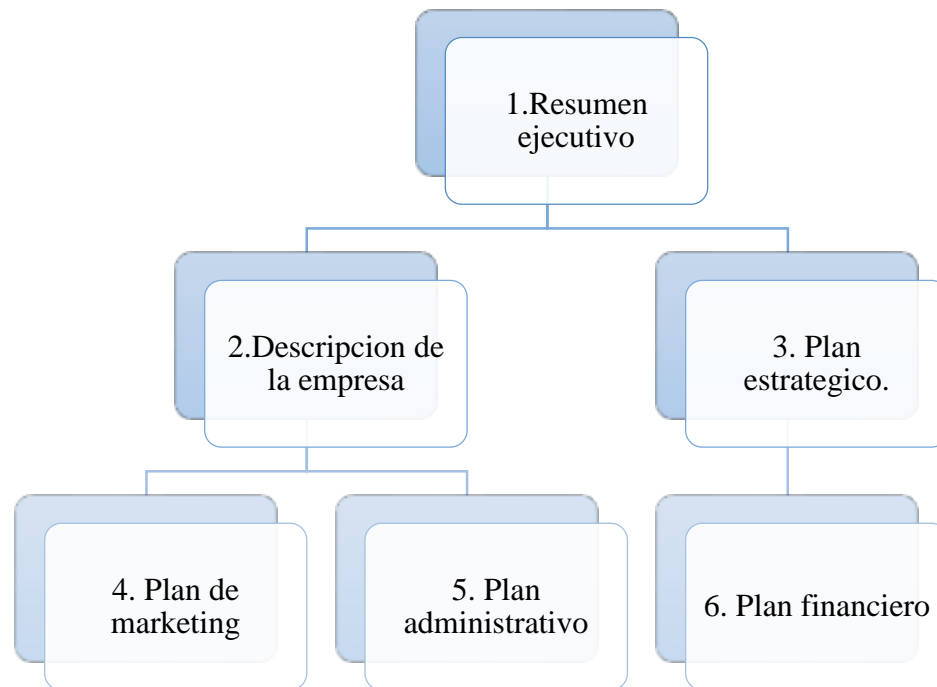 1.Resumen
ejecutivo
2.Descripcion de
la empresa
3. Plan
estrategico.
4. Plan de
marketing
5. Plan
administrativo
6. Plan financiero